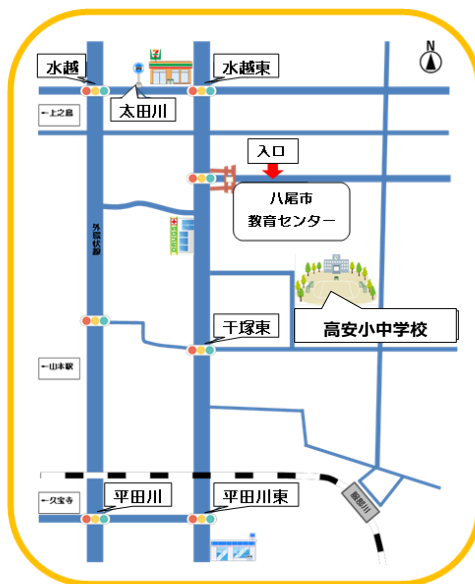 N
水越
水越東
太田川
←上之島
入口
八尾市
教育センター
外環状線
高安小中学校
千塚東
←山本駅
平田川
平田川東
←久宝寺
服部川